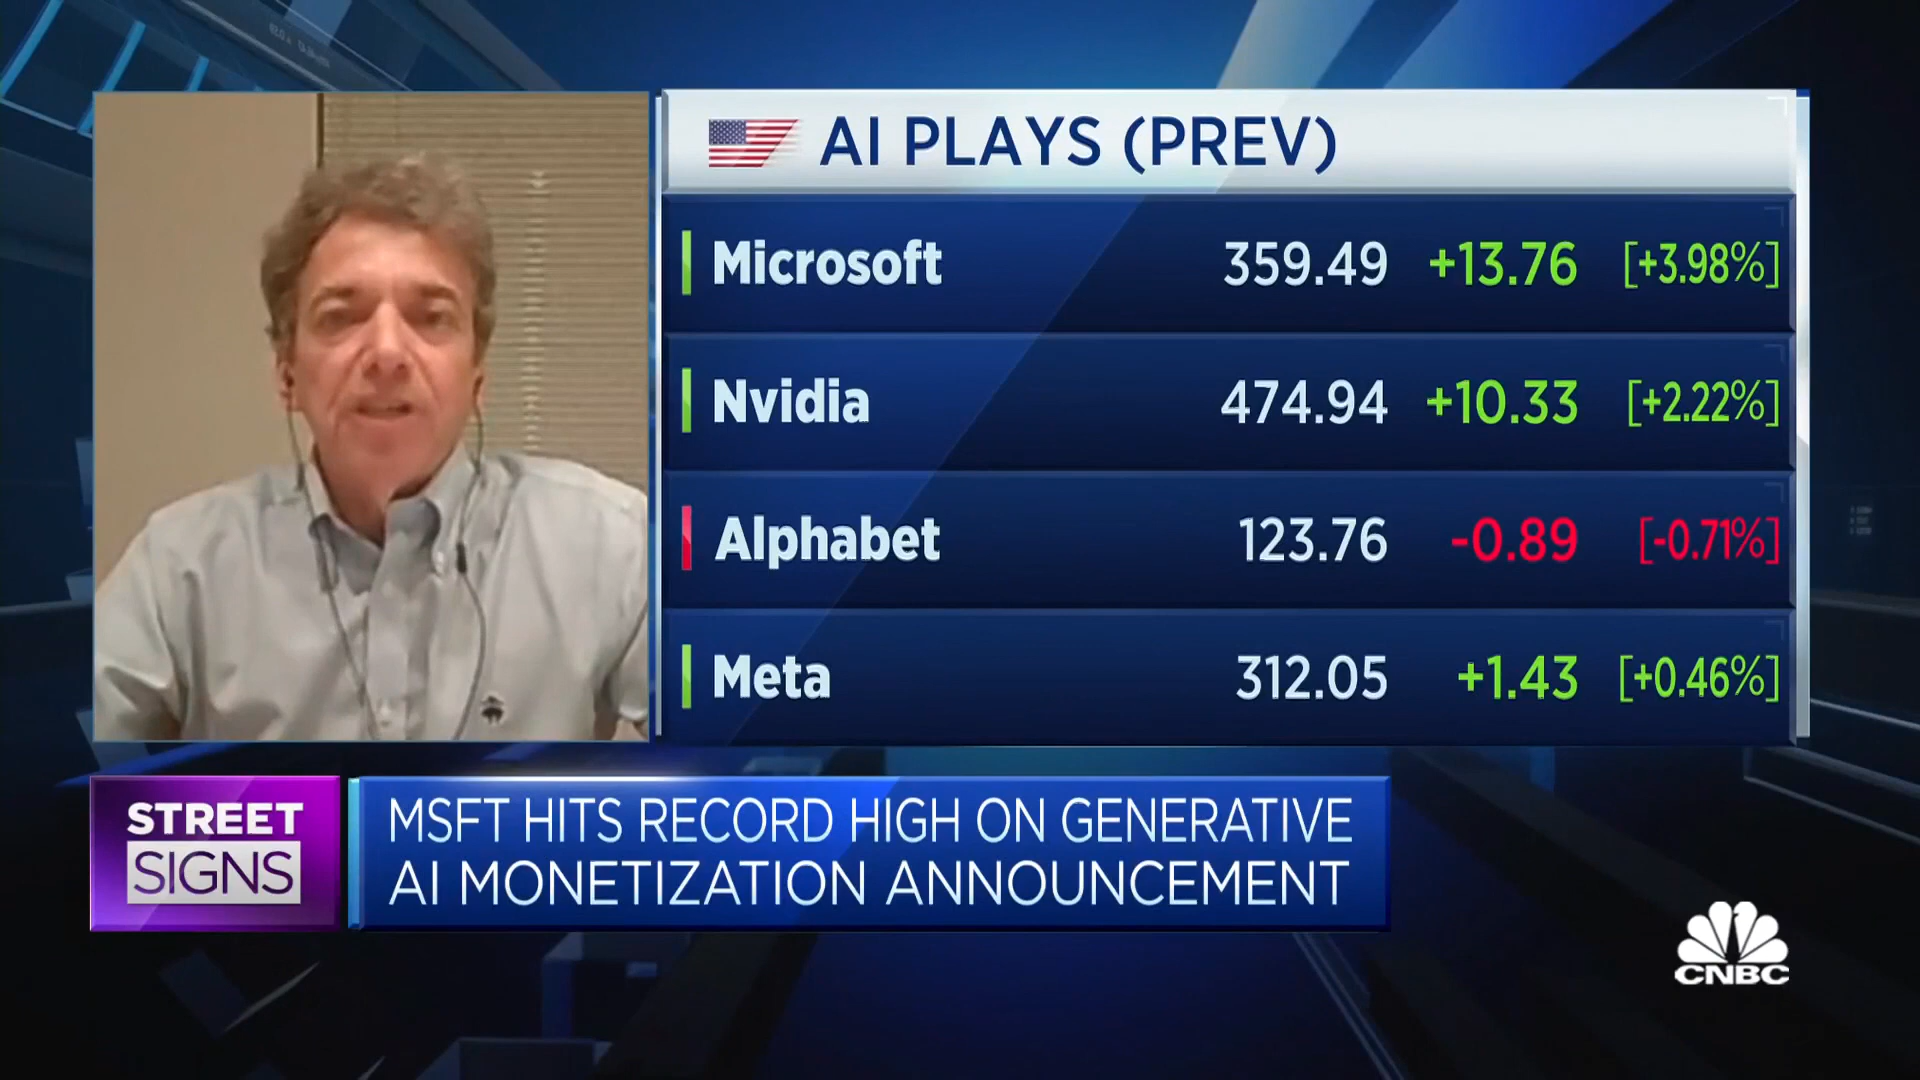 AI PLAYS (PREV)
Microsoft 359.49 +13.76 [+3.98%]
Nvidia 474.94 +10.33 [+2.22%]
Alphabet 123.76 -0.89 [-0.71%]
Meta 312.05 +1.43 [+0.46%]
STREET
SIGNS
MSFT HITS RECORD HIGH ON GENERATIVE
AI MONETIZATION ANNOUNCEMENT
CNBC